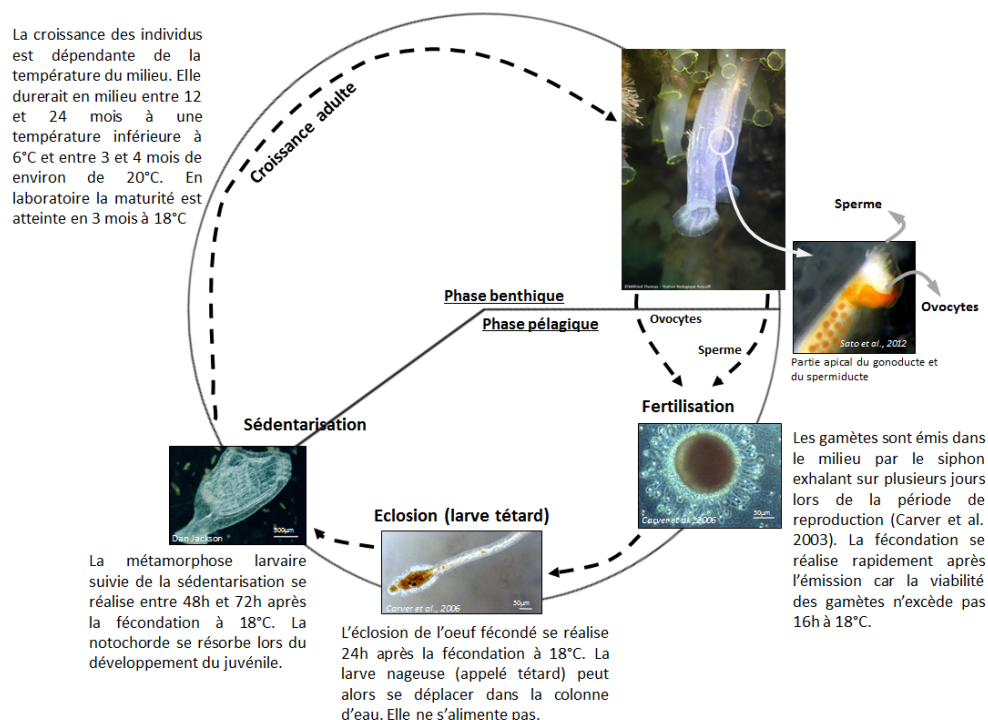 La croissance des individus
est dépendante de la
température du milieu. Elle
durerait en milieu entre 12
et 24 mois à une
température inférieure à
6°C et entre 3 et 4 mois de
environ de 20°C. En
laboratoire la maturité est
atteinte en 3 mois à 18°C
Croissance adulte
©Wilfried Thomas – Station Biologique Roscoff
Sperme
Ovocytes
Sato et al., 2012
Partie apical du gonoducte et
du spermiducte
Phase benthique
Phase pélagique
Ovocytes
Sperme
Fertilisation
Carver et al., 2006
50µm
Les gamètes sont émis dans
le milieu par le siphon
exhalant sur plusieurs jours
lors de la période de
reproduction (Carver et al.
2003). La fécondation se
réalise rapidement après
l’émission car la viabilité
des gamètes n’excède pas
16h à 18°C.
Sédentarisation
Dan Jackson
500µm
La métamorphose larvaire
suivie de la sédentarisation se
réalise entre 48h et 72h après
la fécondation à 18°C. La
notochorde se résorbe lors du
développement du juvénile.
Eclosion (larve tétard)
Carver et al., 2006
50µm
L’éclosion de l’oeuf fécondé se réalise
24h après la fécondation à 18°C. La
larve nageuse (appelé tétard) peut
alors se déplacer dans la colonne
d’eau. Elle ne s’alimente pas.